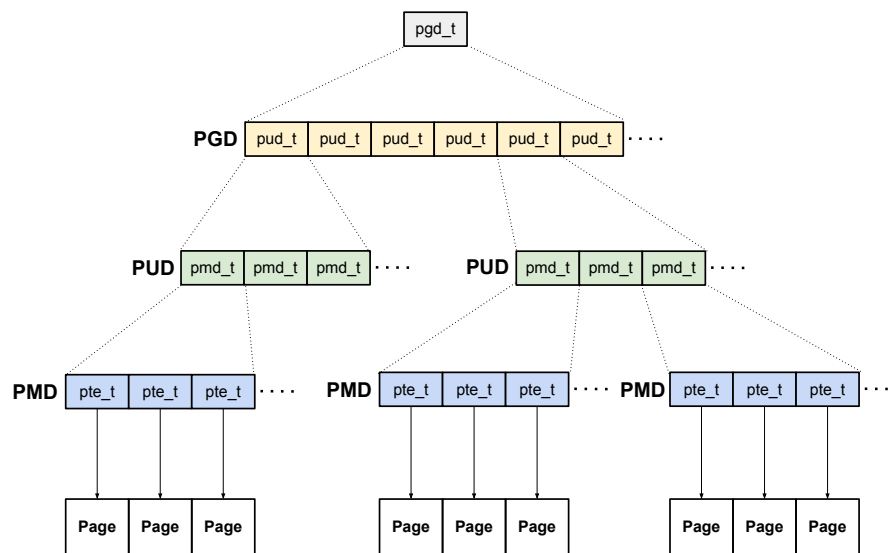 pgd_t
PGD pud_t pud_t pud_t pud_t pud_t pud_t ....
PUD pmd_t pmd_t pmd_t .... PUD pmd_t pmd_t pmd_t ....
PMD pte_t pte_t pte_t .... PMD pte_t pte_t pte_t .... PMD pte_t pte_t pte_t ....
Page Page Page Page Page Page Page Page Page